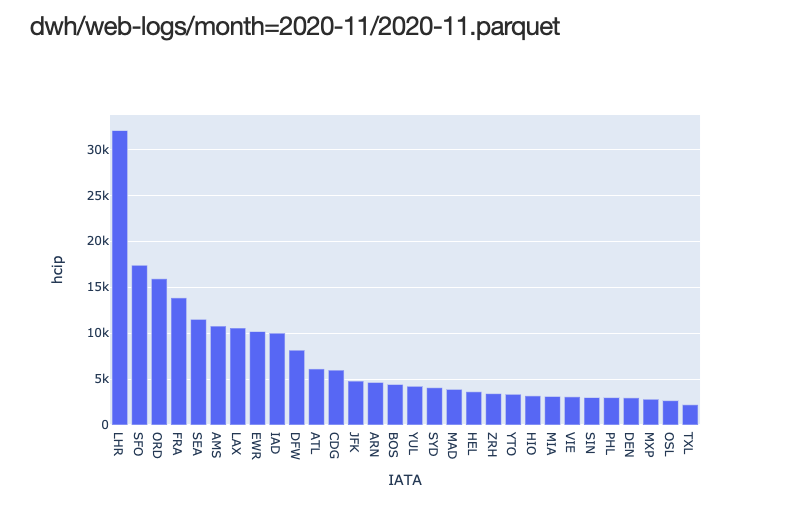 dwh/web-logs/month=2020-11/2020-11.parquet
30k
25k
20k
15k
10k
5k
0
hcip
LHR SFO ORD FRA SEA AMS LAX EWR IAD DFW ATL CDG JFK ARN BOS YUL SYD MAD HEL ZRH YTO HIO MIA VIE SIN PHL DEN MXP OSL TXL
IATA